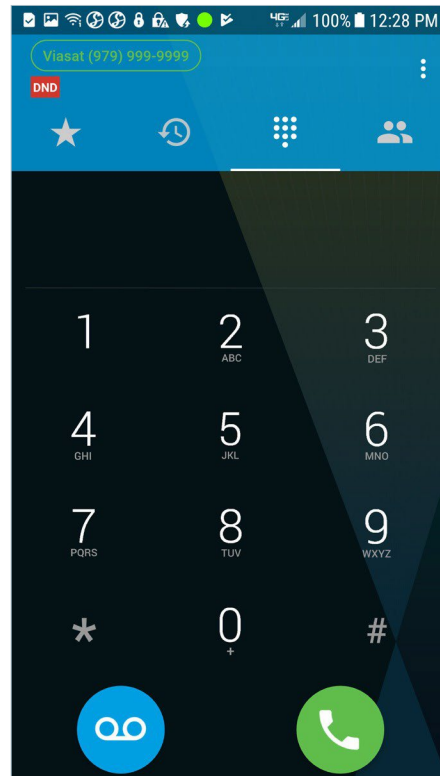 4GE 100% 12:28 PM
Viasat (979) 999-9999
DND
1 2 3
ABC DEF
4 5 6
GHI JKL MNO
7 8 9
PQRS TUV WXYZ
* 0 #
+